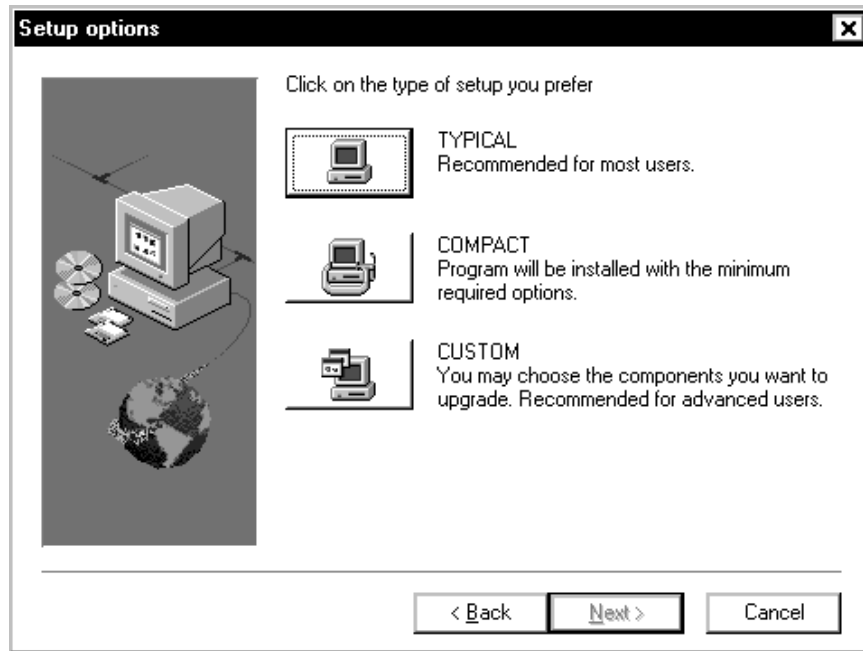 Setup options
Click on the type of setup you prefer
TYPICAL
Recommended for most users.
COMPACT
Program will be installed with the minimum
required options.
CUSTOM
You may choose the components you want to
upgrade. Recommended for advanced users.
< Back
Next >
Cancel